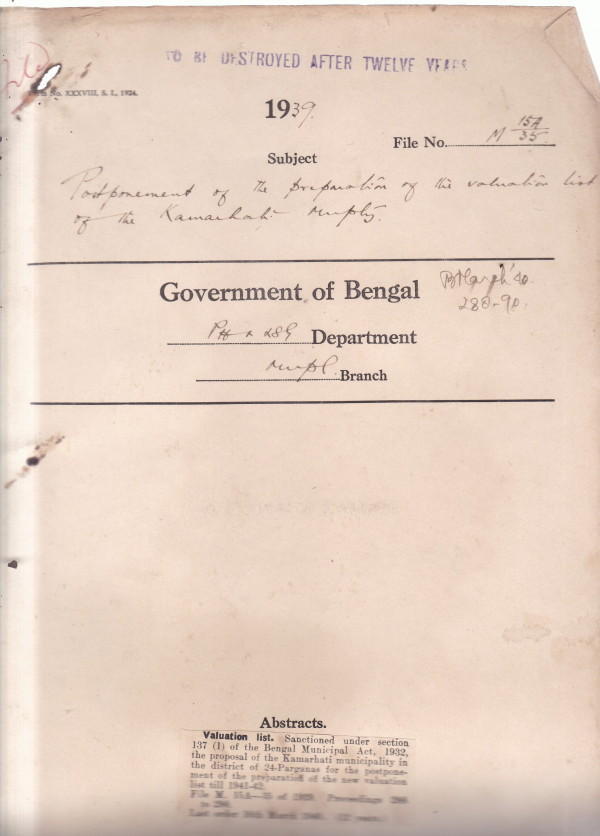 TO BE DESTROYED AFTER TWELVE YEARS
No. XXXVIII, S. I., 1924.
1939.
File No. M 15A/35
Subject
Postponement of the preparation of the valuation list
of the Kamarhati Muplty.
Government of Bengal
B March '40
280-90.
PH & LSG Department
Mupl. Branch
Abstracts.
Valuation list. Sanctioned under section
137 (1) of the Bengal Municipal Act, 1932,
the proposal of the Kamarhati municipality in
the district of 24-Parganas for the postpone-
ment of the preparation of the new valuation
list till 1941-42.
File M. 15A—35 of 1939. Proceedings 280
to 290.
Last order 10th March 1940. (12 years.)